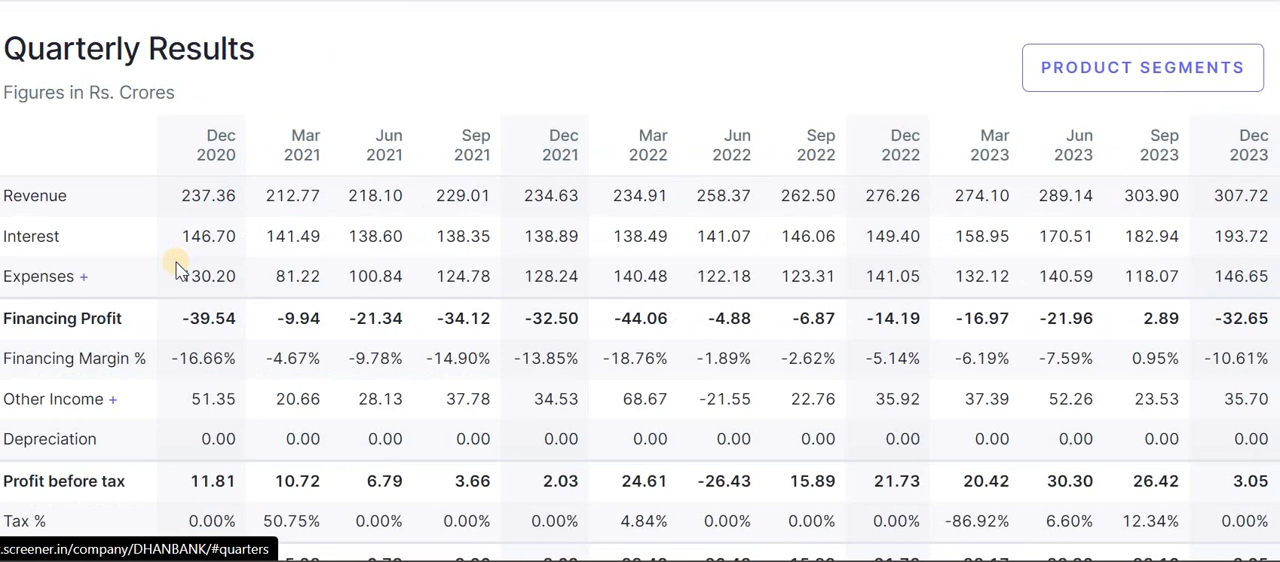 Quarterly Results
PRODUCT SEGMENTS
Figures in Rs. Crores
Dec 2020 Mar 2021 Jun 2021 Sep 2021 Dec 2021 Mar 2022 Jun 2022 Sep 2022 Dec 2022 Mar 2023 Jun 2023 Sep 2023 Dec 2023
Revenue 237.36 212.77 218.10 229.01 234.63 234.91 258.37 262.50 276.26 274.10 289.14 303.90 307.72
Interest 146.70 141.49 138.60 138.35 138.89 138.49 141.07 146.06 149.40 158.95 170.51 182.94 193.72
Expenses + 130.20 81.22 100.84 124.78 128.24 140.48 122.18 123.31 141.05 132.12 140.59 118.07 146.65
Financing Profit -39.54 -9.94 -21.34 -34.12 -32.50 -44.06 -4.88 -6.87 -14.19 -16.97 -21.96 2.89 -32.65
Financing Margin % -16.66% -4.67% -9.78% -14.90% -13.85% -18.76% -1.89% -2.62% -5.14% -6.19% -7.59% 0.95% -10.61%
Other Income + 51.35 20.66 28.13 37.78 34.53 68.67 -21.55 22.76 35.92 37.39 52.26 23.53 35.70
Depreciation 0.00 0.00 0.00 0.00 0.00 0.00 0.00 0.00 0.00 0.00 0.00 0.00 0.00
Profit before tax 11.81 10.72 6.79 3.66 2.03 24.61 -26.43 15.89 21.73 20.42 30.30 26.42 3.05
Tax % 0.00% 50.75% 0.00% 0.00% 0.00% 4.84% 0.00% 0.00% 0.00% -86.92% 6.60% 12.34% 0.00%
.screener.in/company/DHANBANK/#quarters